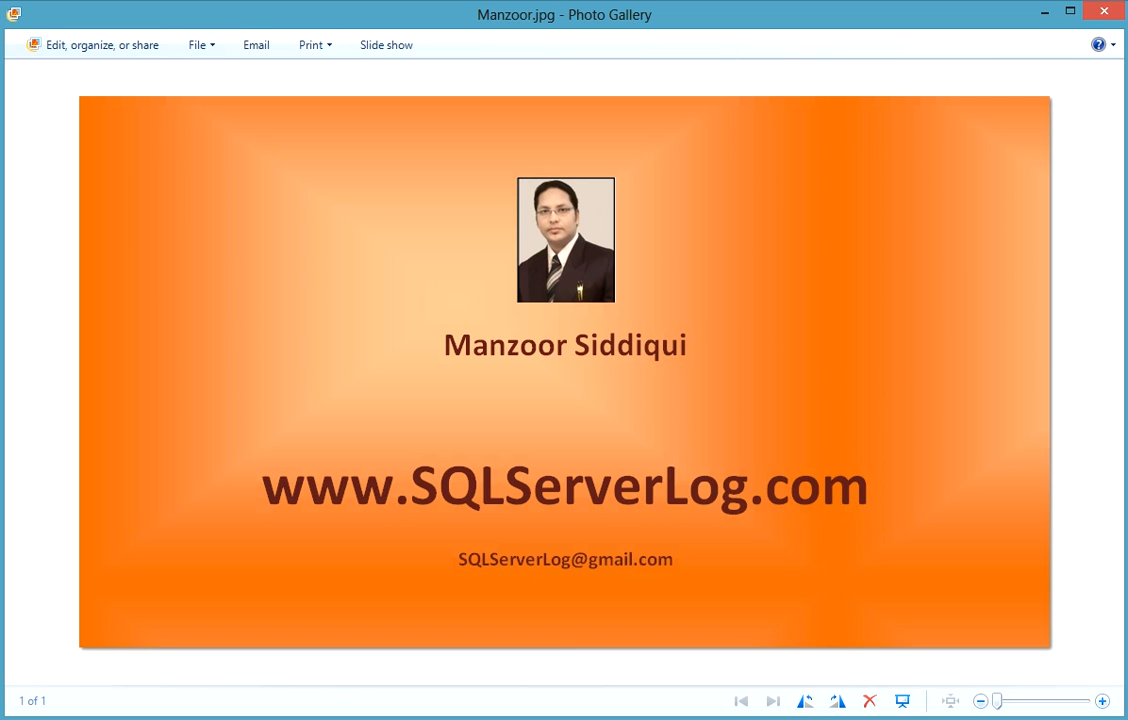 Manzoor.jpg - Photo Gallery
Edit, organize, or share File Email Print Slide show
Manzoor Siddiqui
www.SQLServerLog.com
SQLServerLog@gmail.com
1 of 1